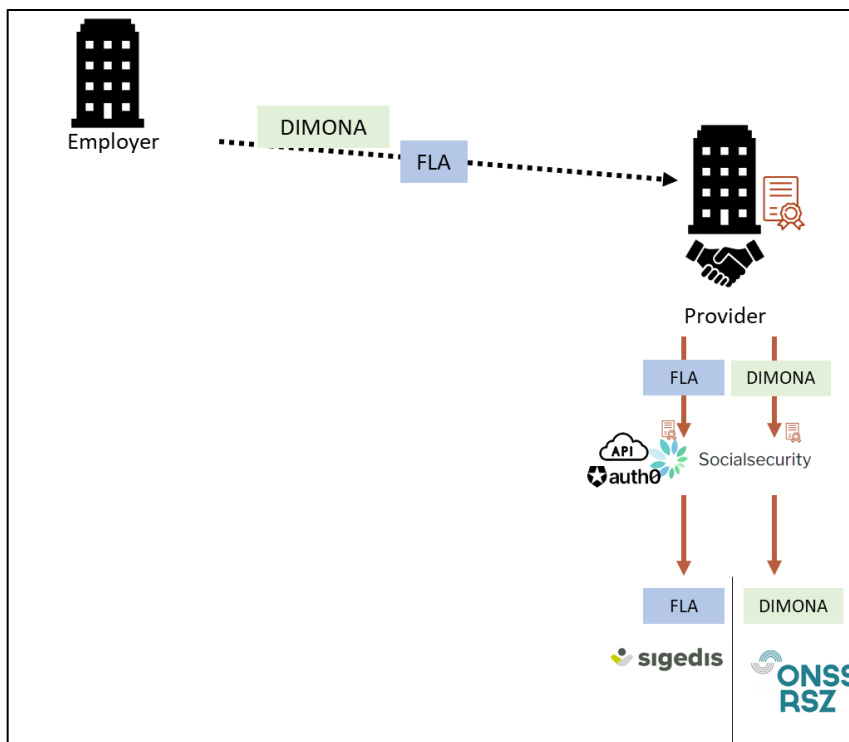 Employer
DIMONA
FLA
Provider
FLA
DIMONA
API
auth0
Socialsecurity
FLA
DIMONA
sigedis
ONSS
RSZ